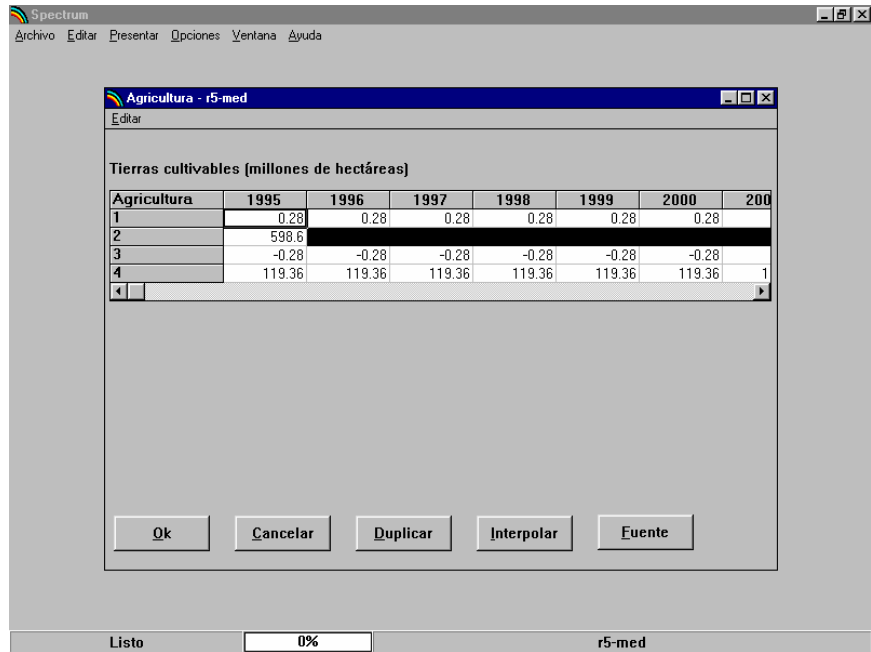 Spectrum
Archivo Editar Presentar Opciones Ventana Ayuda
Agricultura - r5-med
Editar
Tierras cultivables (millones de hectáreas)
Agricultura 1995 1996 1997 1998 1999 2000 200
1 0.28 0.28 0.28 0.28 0.28 0.28
2 598.6
3 -0.28 -0.28 -0.28 -0.28 -0.28 -0.28
4 119.36 119.36 119.36 119.36 119.36 119.36 1
Ok Cancelar Duplicar Interpolar Fuente
Listo 0% r5-med